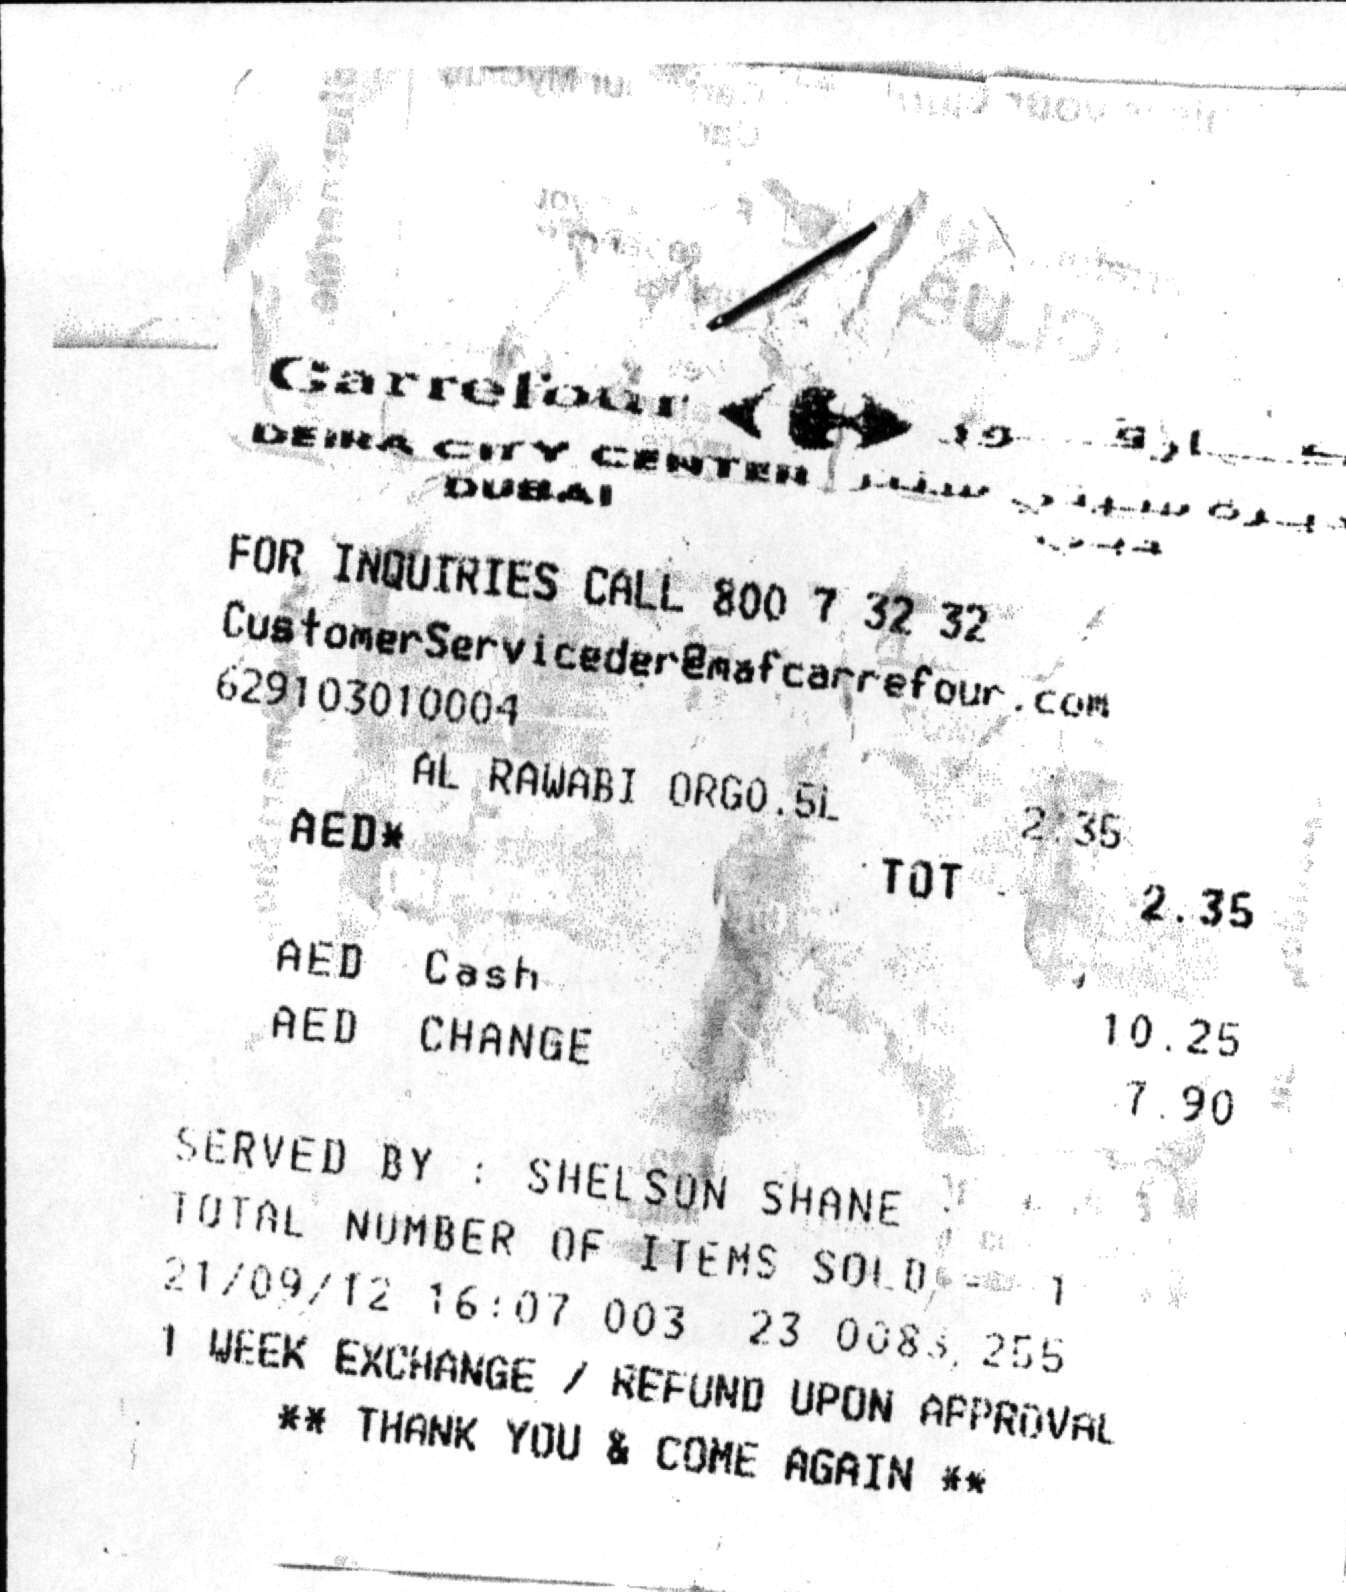 Carrefour
DEIRA CITY CENTER
DUBAI
FOR INQUIRIES CALL 800 7 32 32
CustomerServiceder@mafcarrefour.com
629103010004
AL RAWABI ORGO.5L 2.35
AED* TOT 2.35
AED Cash 10.25
AED CHANGE 7.90
SERVED BY : SHELSON SHANE
TOTAL NUMBER OF ITEMS SOLD = 1
21/09/12 16:07 003 23 0083 255
1 WEEK EXCHANGE / REFUND UPON APPROVAL
** THANK YOU & COME AGAIN **